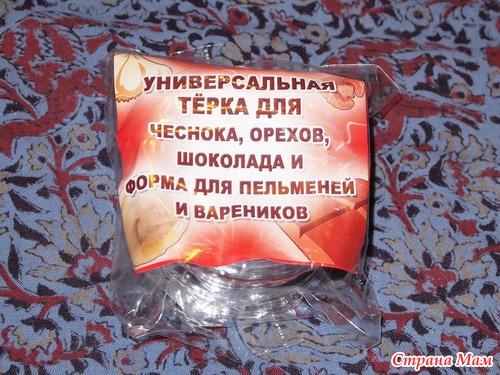 УНИВЕРСАЛЬНАЯ
ТЁРКА ДЛЯ
ЧЕСНОКА, ОРЕХОВ,
ШОКОЛАДА И
ФОРМА ДЛЯ ПЕЛЬМЕНЕЙ
И ВАРЕНИКОВ
Страна Мам